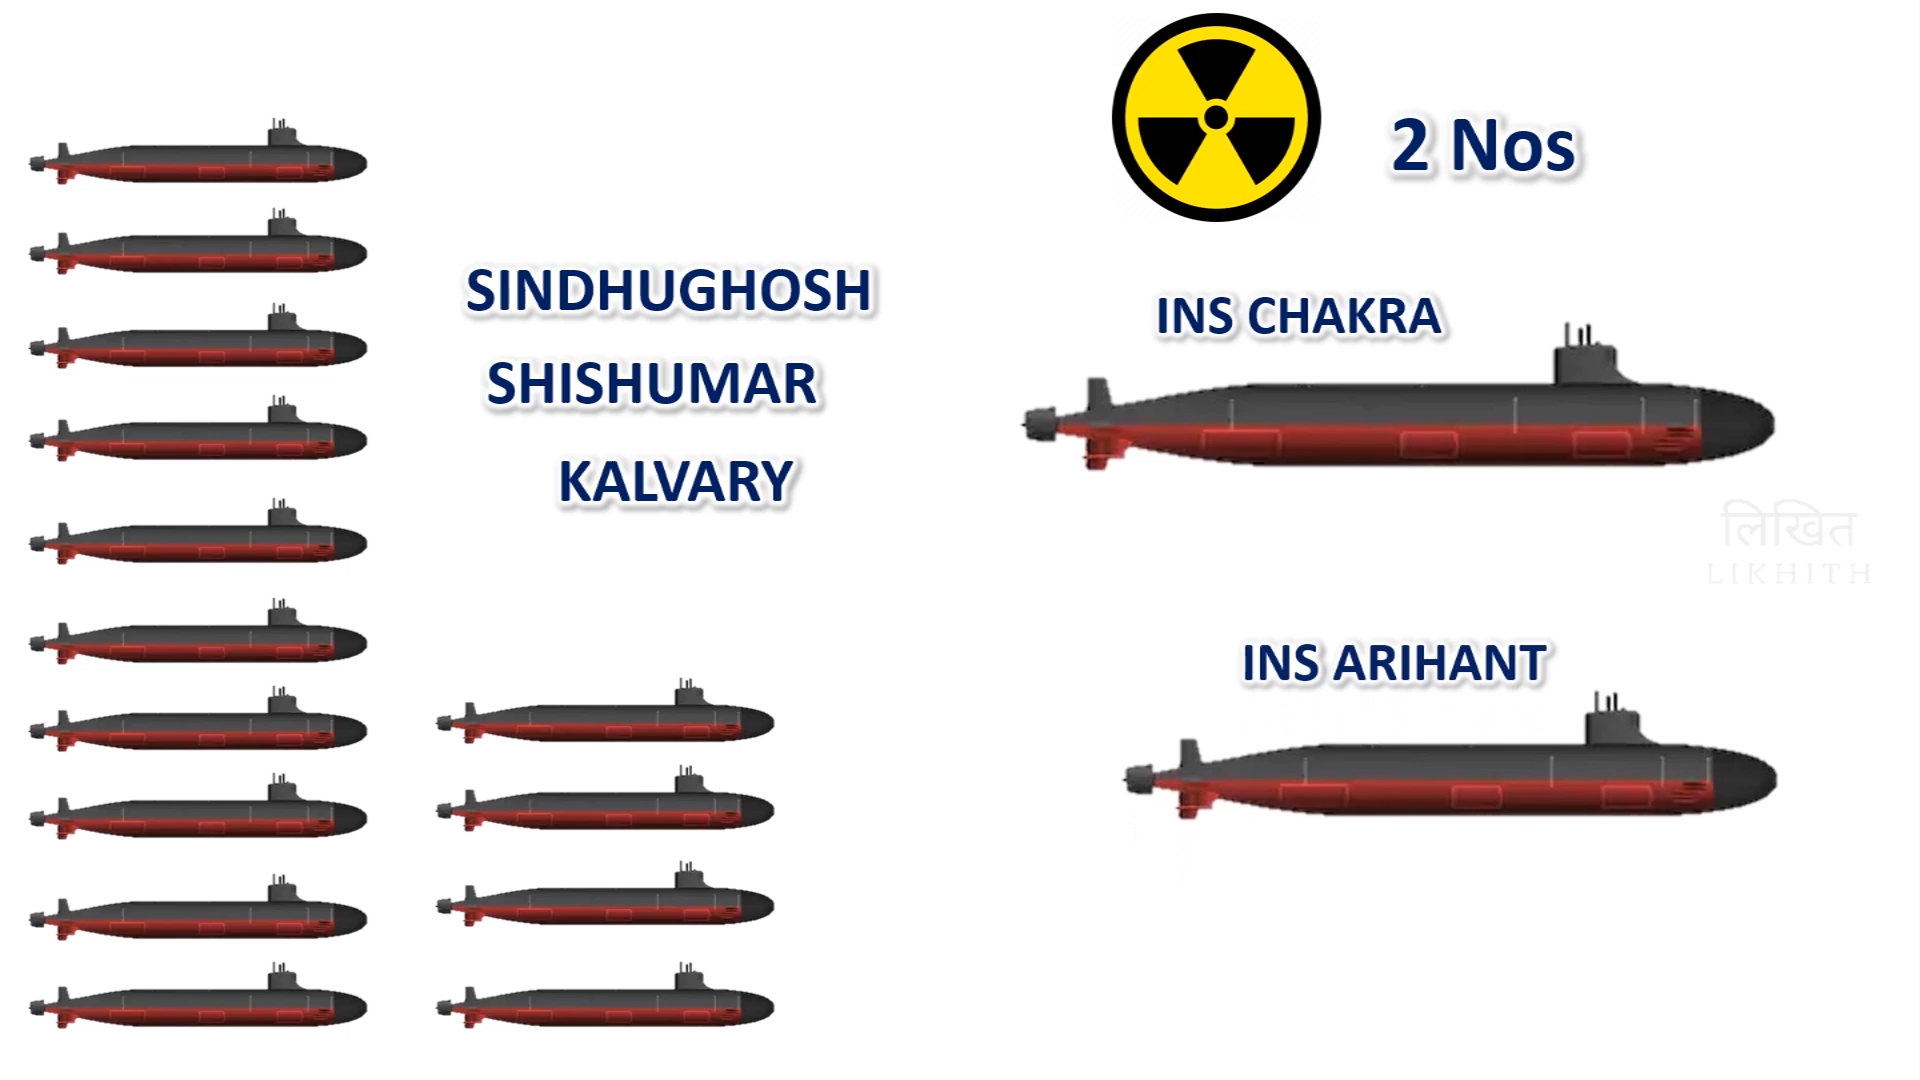 2 Nos
SINDHUGHOSH
SHISHUMAR
KALVARY
INS CHAKRA
लिखित
LIKHITH
INS ARIHANT